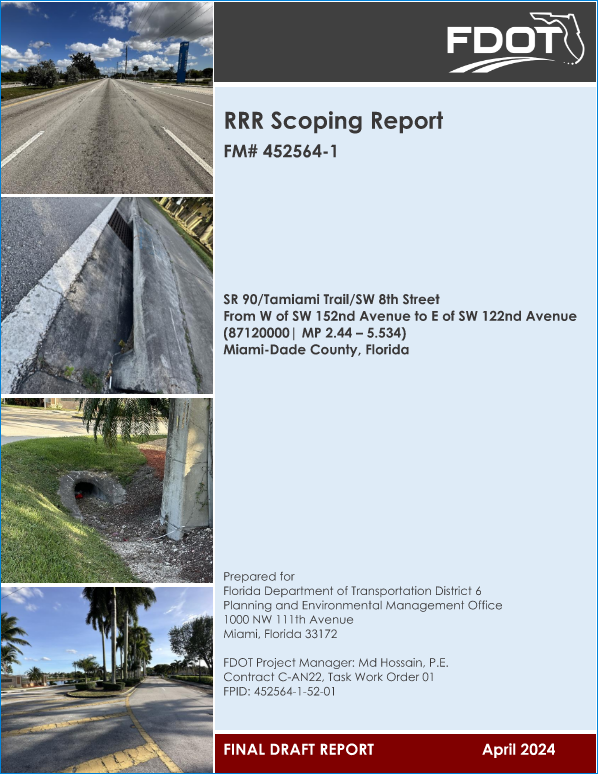 FDOT
RRR Scoping Report
FM# 452564-1
SR 90/Tamiami Trail/SW 8th Street
From W of SW 152nd Avenue to E of SW 122nd Avenue
(87120000| MP 2.44 – 5.534)
Miami-Dade County, Florida
Prepared for
Florida Department of Transportation District 6
Planning and Environmental Management Office
1000 NW 111th Avenue
Miami, Florida 33172
FDOT Project Manager: Md Hossain, P.E.
Contract C-AN22, Task Work Order 01
FPID: 452564-1-52-01
FINAL DRAFT REPORT April 2024